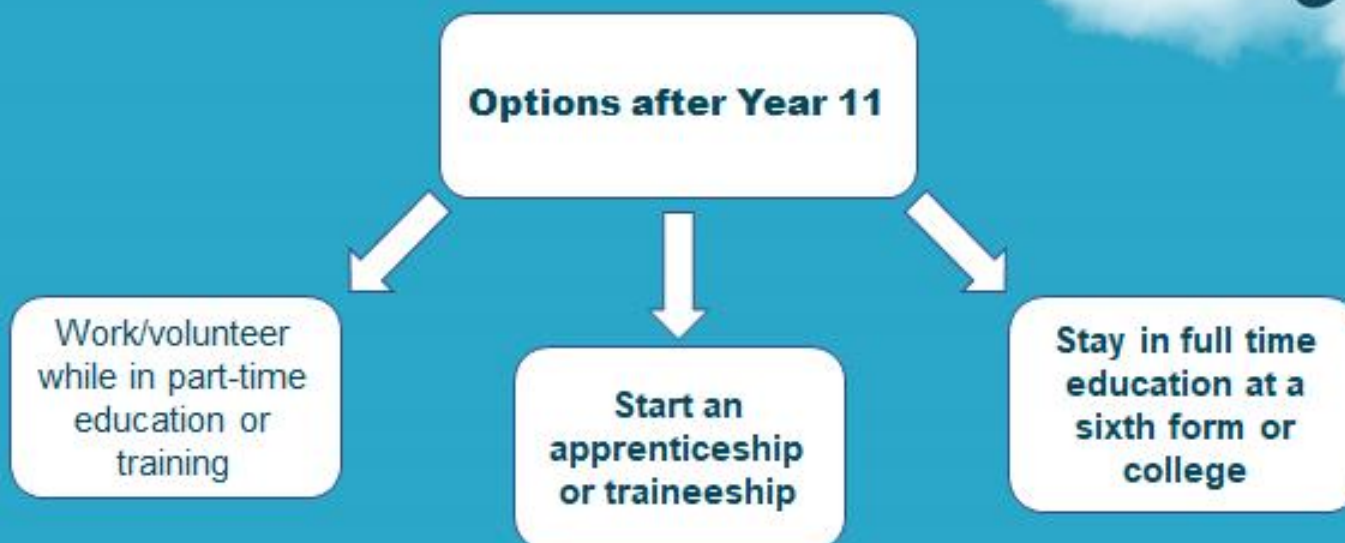 Options after Year 11
Work/volunteer
while in part-time
education or
training
Start an
apprenticeship
or traineeship
Stay in full time
education at a
sixth form or
college